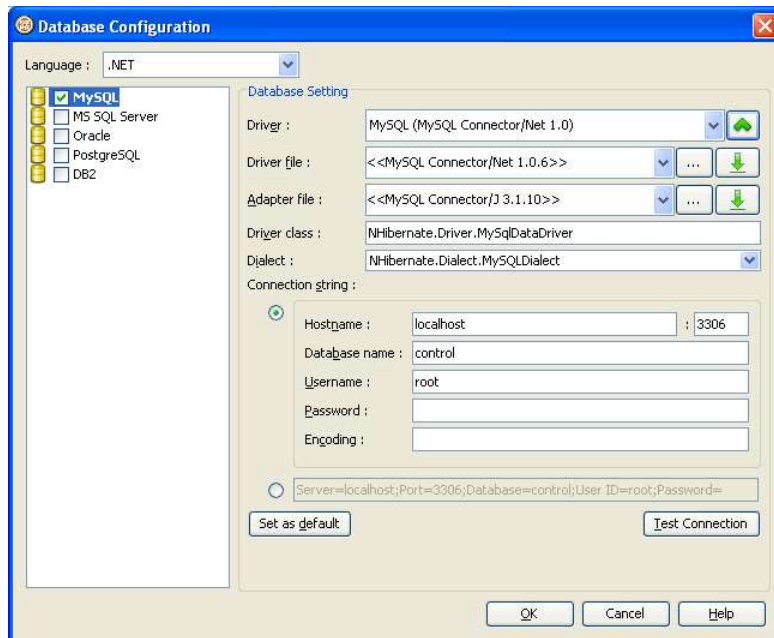 Database Configuration
Language : .NET
MySQL
MS SQL Server
Oracle
PostgreSQL
DB2
Database Setting
Driver : MySQL (MySQL Connector/Net 1.0)
Driver file : <<MySQL Connector/Net 1.0.6>> ...
Adapter file : <<MySQL Connector/J 3.1.10>> ...
Driver class : NHibernate.Driver.MySqlDataDriver
Dialect : NHibernate.Dialect.MySQLDialect
Connection string :
Hostname : localhost : 3306
Database name : control
Username : root
Password :
Encoding :
Server=localhost;Port=3306;Database=control;User ID=root;Password=
Set as default Test Connection
OK Cancel Help